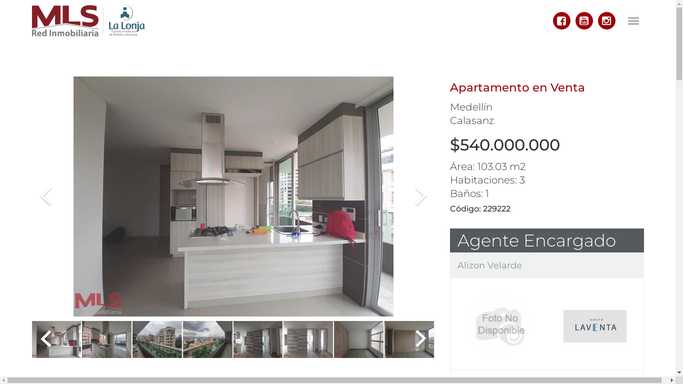 MLS
Red Inmobiliaria
La Lonja
Apartamento en Venta
Medellín
Calasanz
$540.000.000
Área: 103.03 m2
Habitaciones: 3
Baños: 1
Código: 229222
Agente Encargado
Alizon Velarde
Foto No
Disponible
LAVENTA
MLS